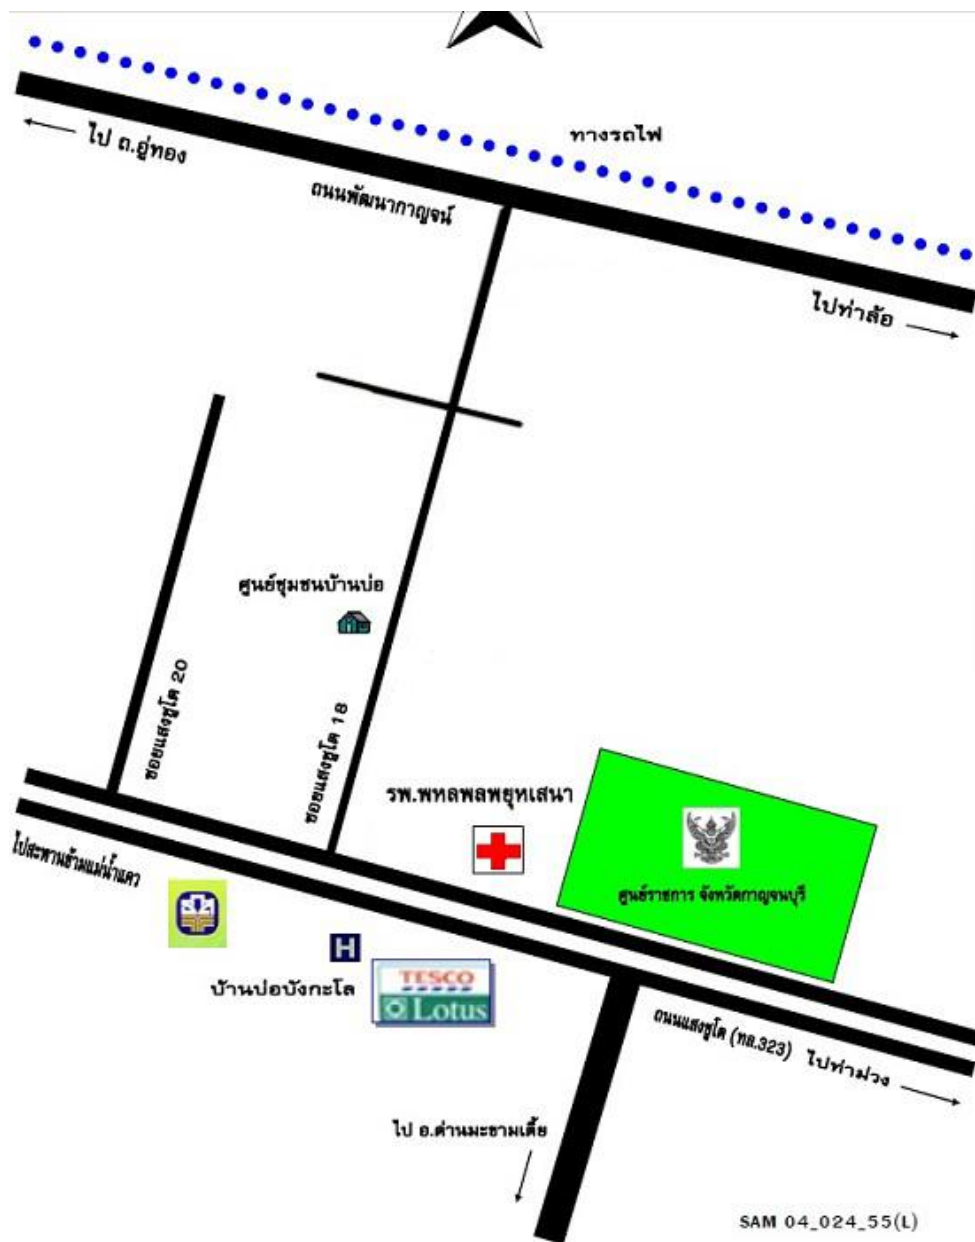 ทางรถไฟ
ไป ถ.อู่ทอง
ถนนพัฒนากาญจน์
ไปท่าล้อ
ศูนย์ชุมชนบ้านบ่อ
ซอยแสงชูโต 20
ซอยแสงชูโต 18
รพ.พหลพลพยุหเสนา
ศูนย์ราชการ จังหวัดกาญจนบุรี
ไปสะพานข้ามแม่น้ำแคว
H
บ้านบ่อบังกะโล
TESCO
Lotus
ถนนแสงชูโต (ทล.323)
ไปท่าม่วง
ไป อ.ด่านมะขามเตี้ย
SAM 04_024_55(L)